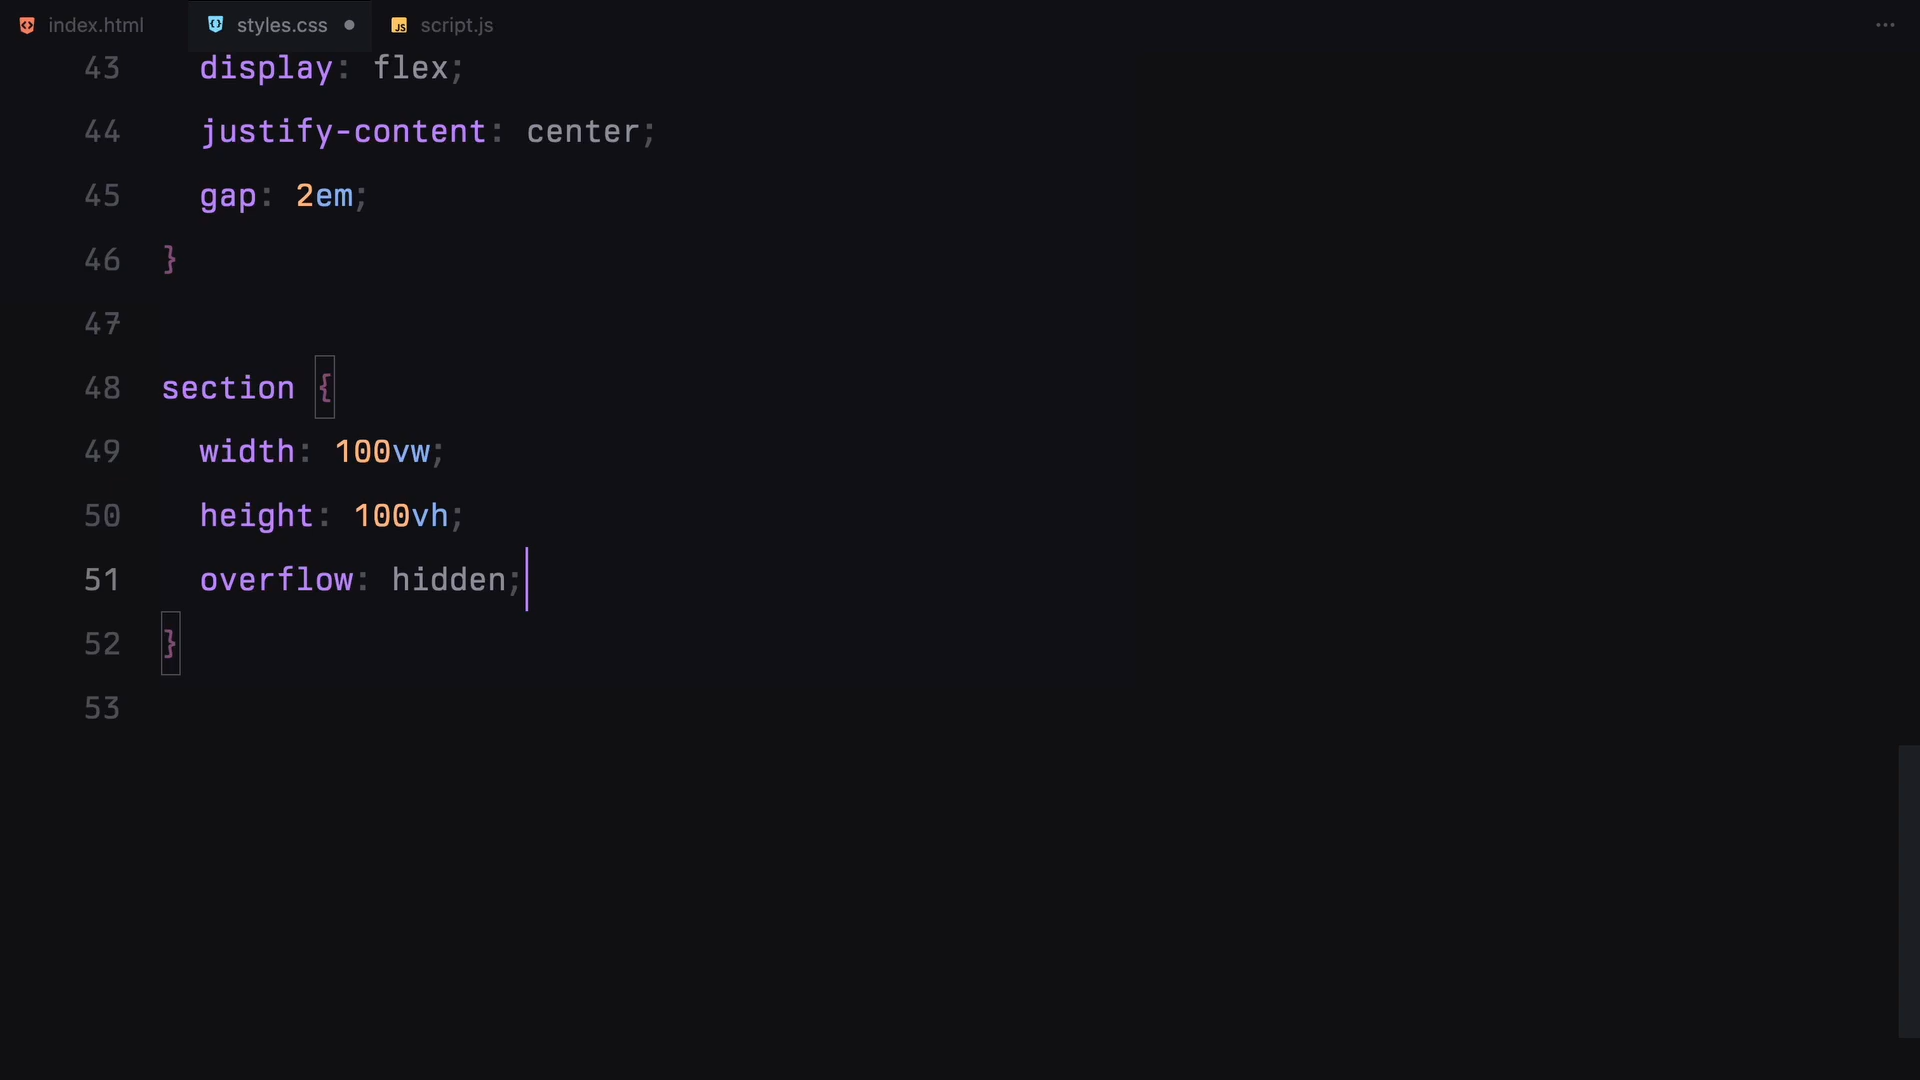 index.html styles.css script.js
43 display: flex;
44 justify-content: center;
45 gap: 2em;
46 }
47
48 section {
49 width: 100vw;
50 height: 100vh;
51 overflow: hidden;
52 }
53